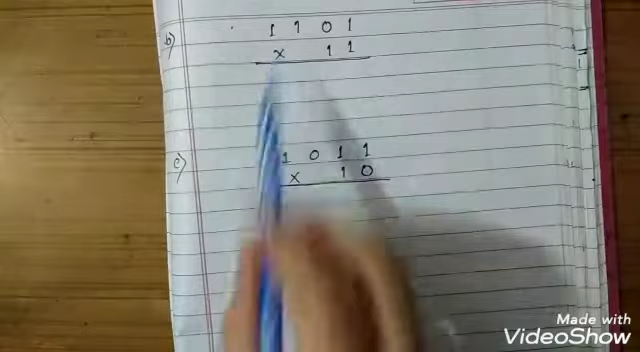 b) 1 1 0 1
x 1 1
c) 1 0 1 1
x 1 0
Made with
VideoShow